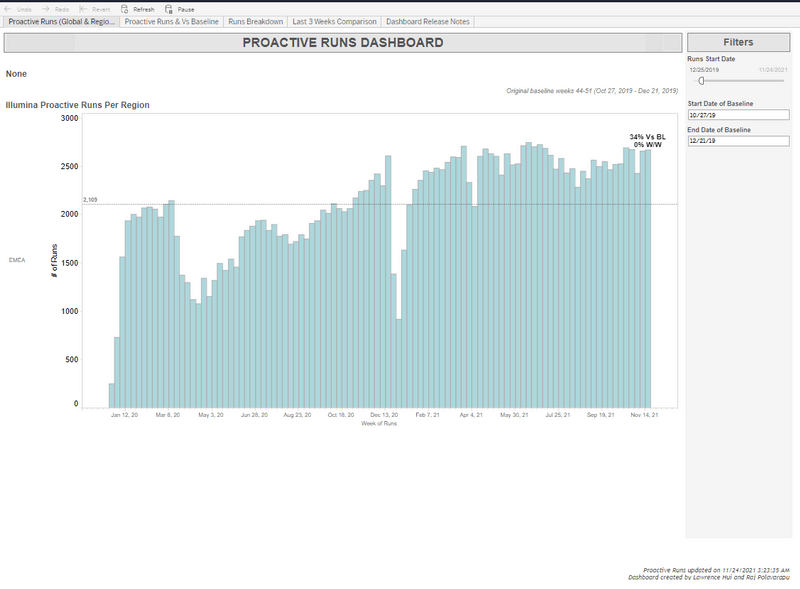 Undo Redo Revert Refresh Pause
Proactive Runs (Global & Regio... Proactive Runs & Vs Baseline Runs Breakdown Last 3 Weeks Comparison Dashboard Release Notes
PROACTIVE RUNS DASHBOARD
Filters
None
Runs Start Date
12/25/2019 11/24/2021
Original baseline weeks 44-51 (Oct 27, 2019 - Dec 21, 2019)
Start Date of Baseline
10/27/19
End Date of Baseline
12/21/19
Illumina Proactive Runs Per Region
3000
34% Vs BL
0% W/W
2500
2,109
2000
EMEA
# of Runs
1500
1000
500
0
Jan 12, 20 Mar 8, 20 May 3, 20 Jun 28, 20 Aug 23, 20 Oct 18, 20 Dec 13, 20 Feb 7, 21 Apr 4, 21 May 30, 21 Jul 25, 21 Sep 19, 21 Nov 14, 21
Week of Runs
Proactive Runs updated on 11/24/2021 3:23:35 AM
Dashboard created by Lawrence Hui and Raj Polavarapu